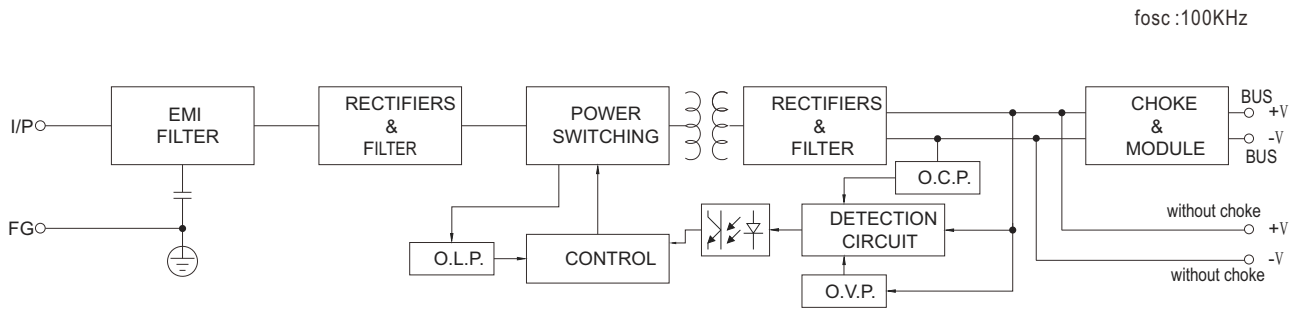 fosc :100KHz
I/P
EMI
FILTER
RECTIFIERS
&
FILTER
POWER
SWITCHING
RECTIFIERS
&
FILTER
CHOKE
&
MODULE
BUS
+V
-V
BUS
O.C.P.
FG
O.L.P.
CONTROL
DETECTION
CIRCUIT
O.V.P.
without choke
+V
-V
without choke